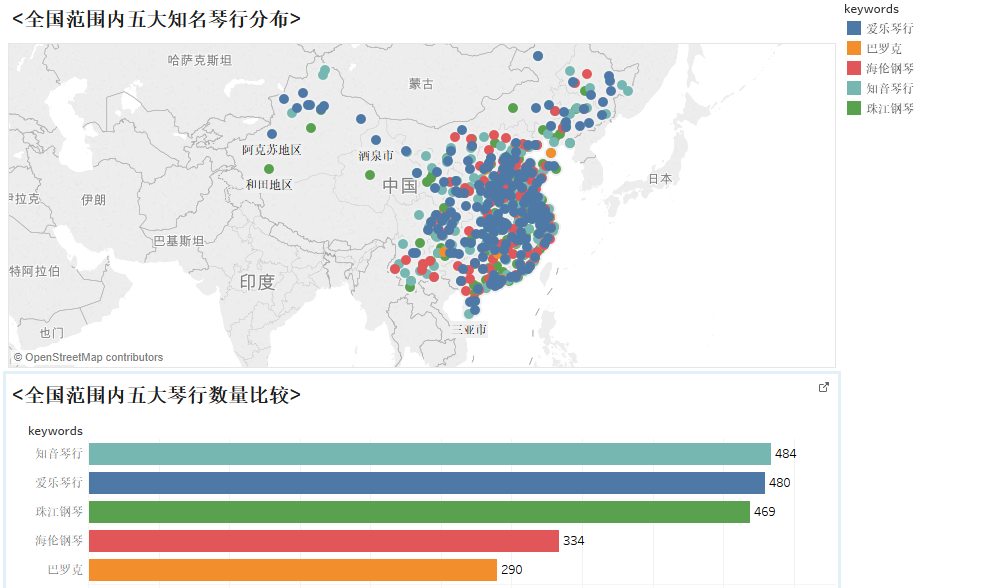 <全国范围内五大知名琴行分布>
keywords
爱乐琴行
巴罗克
海伦钢琴
知音琴行
珠江钢琴
哈萨克斯坦
蒙古
阿克苏地区
酒泉市
和田地区
中国
日本
伊朗
巴基斯坦
特阿拉伯
印度
三亚市
也门
© OpenStreetMap contributors
<全国范围内五大琴行数量比较>
keywords
知音琴行 484
爱乐琴行 480
珠江钢琴 469
海伦钢琴 334
巴罗克 290